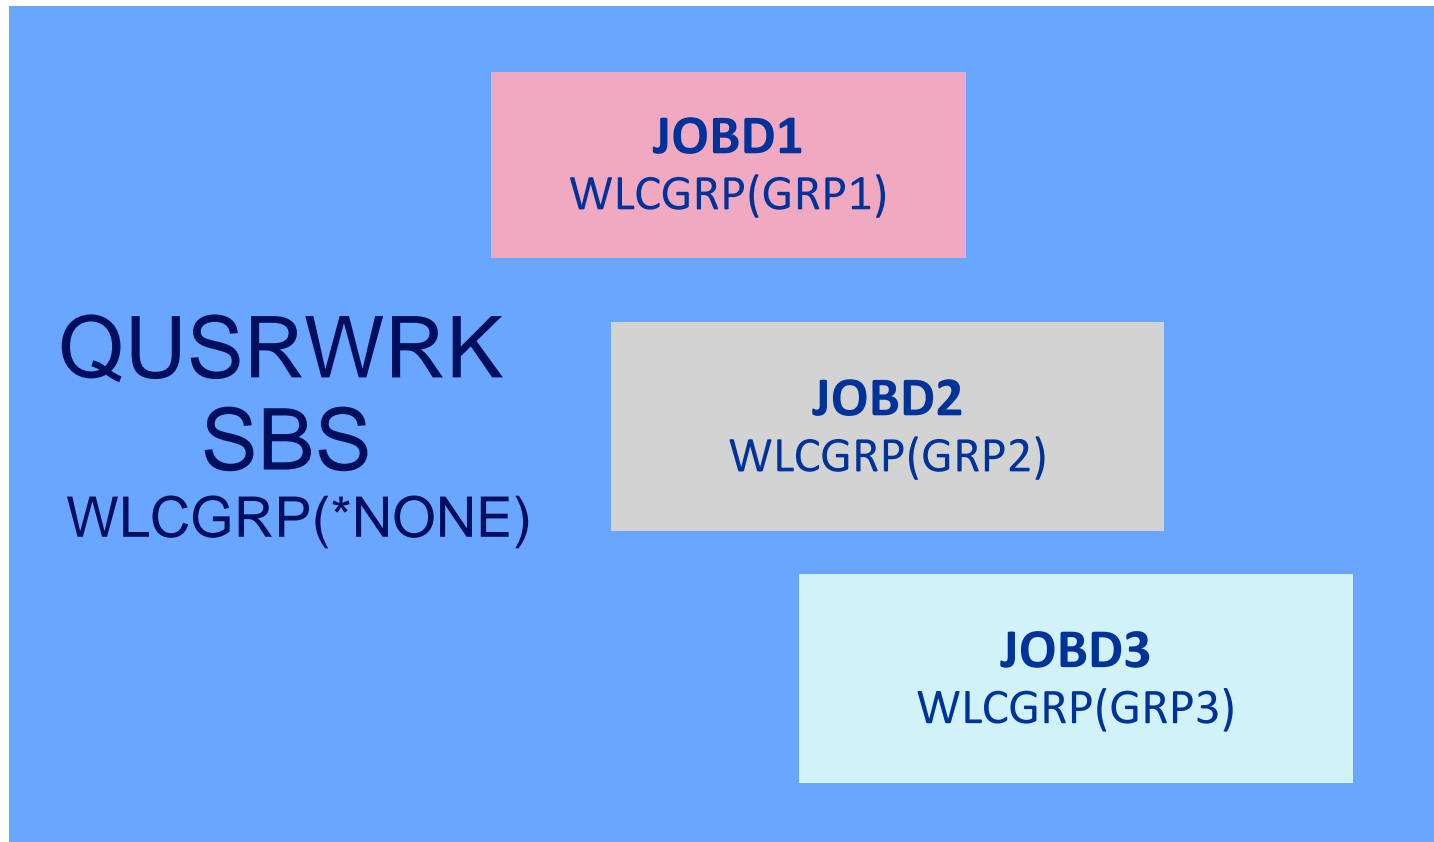 JOBD1
WLCGRP(GRP1)
QUSRWRK
SBS
WLCGRP(*NONE)
JOBD2
WLCGRP(GRP2)
JOBD3
WLCGRP(GRP3)